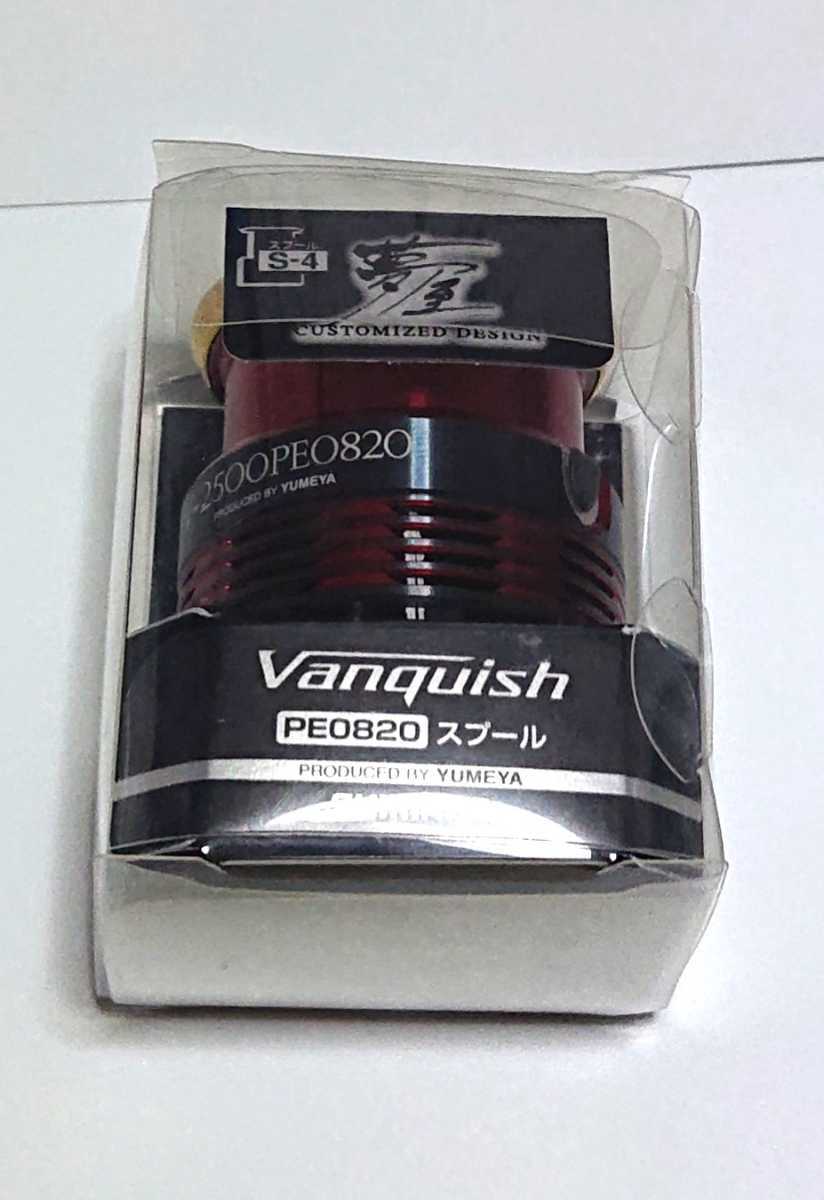 スプール
S-4
夢屋
CUSTOMIZED DESIGN
2500PE0820
PRODUCED BY YUMEYA
Vanquish
PE0820 スプール
PRODUCED BY YUMEYA